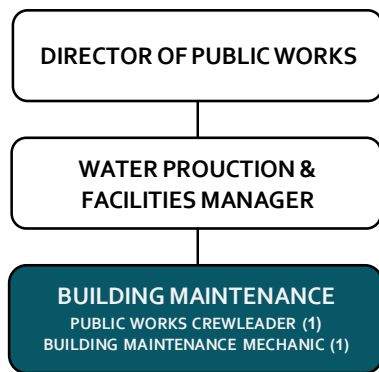 DIRECTOR OF PUBLIC WORKS
WATER PROUCTION &
FACILITIES MANAGER
BUILDING MAINTENANCE
PUBLIC WORKS CREWLEADER (1)
BUILDING MAINTENANCE MECHANIC (1)